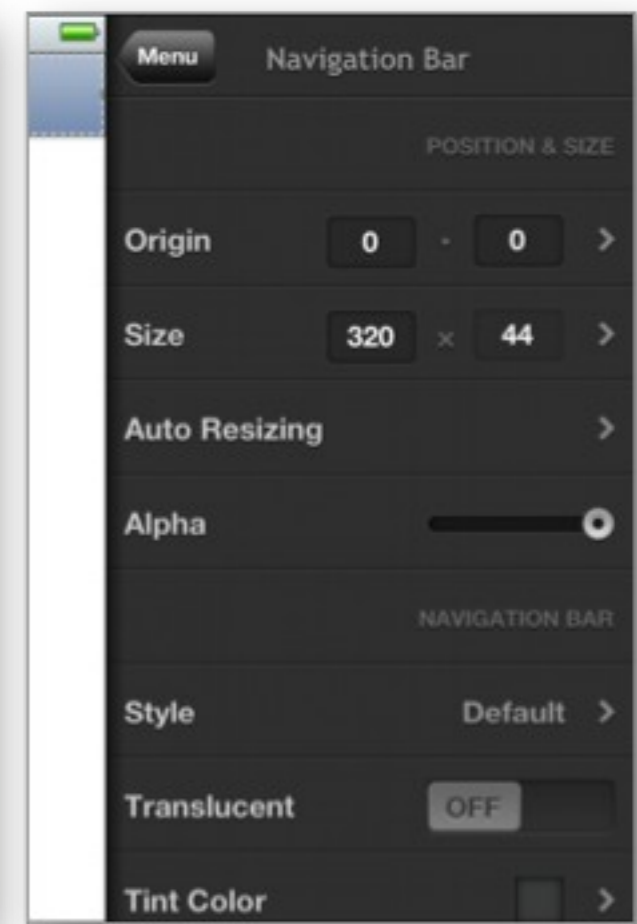 Menu Navigation Bar
POSITION & SIZE
Origin 0 - 0
Size 320 × 44
Auto Resizing
Alpha
NAVIGATION BAR
Style Default
Translucent OFF
Tint Color